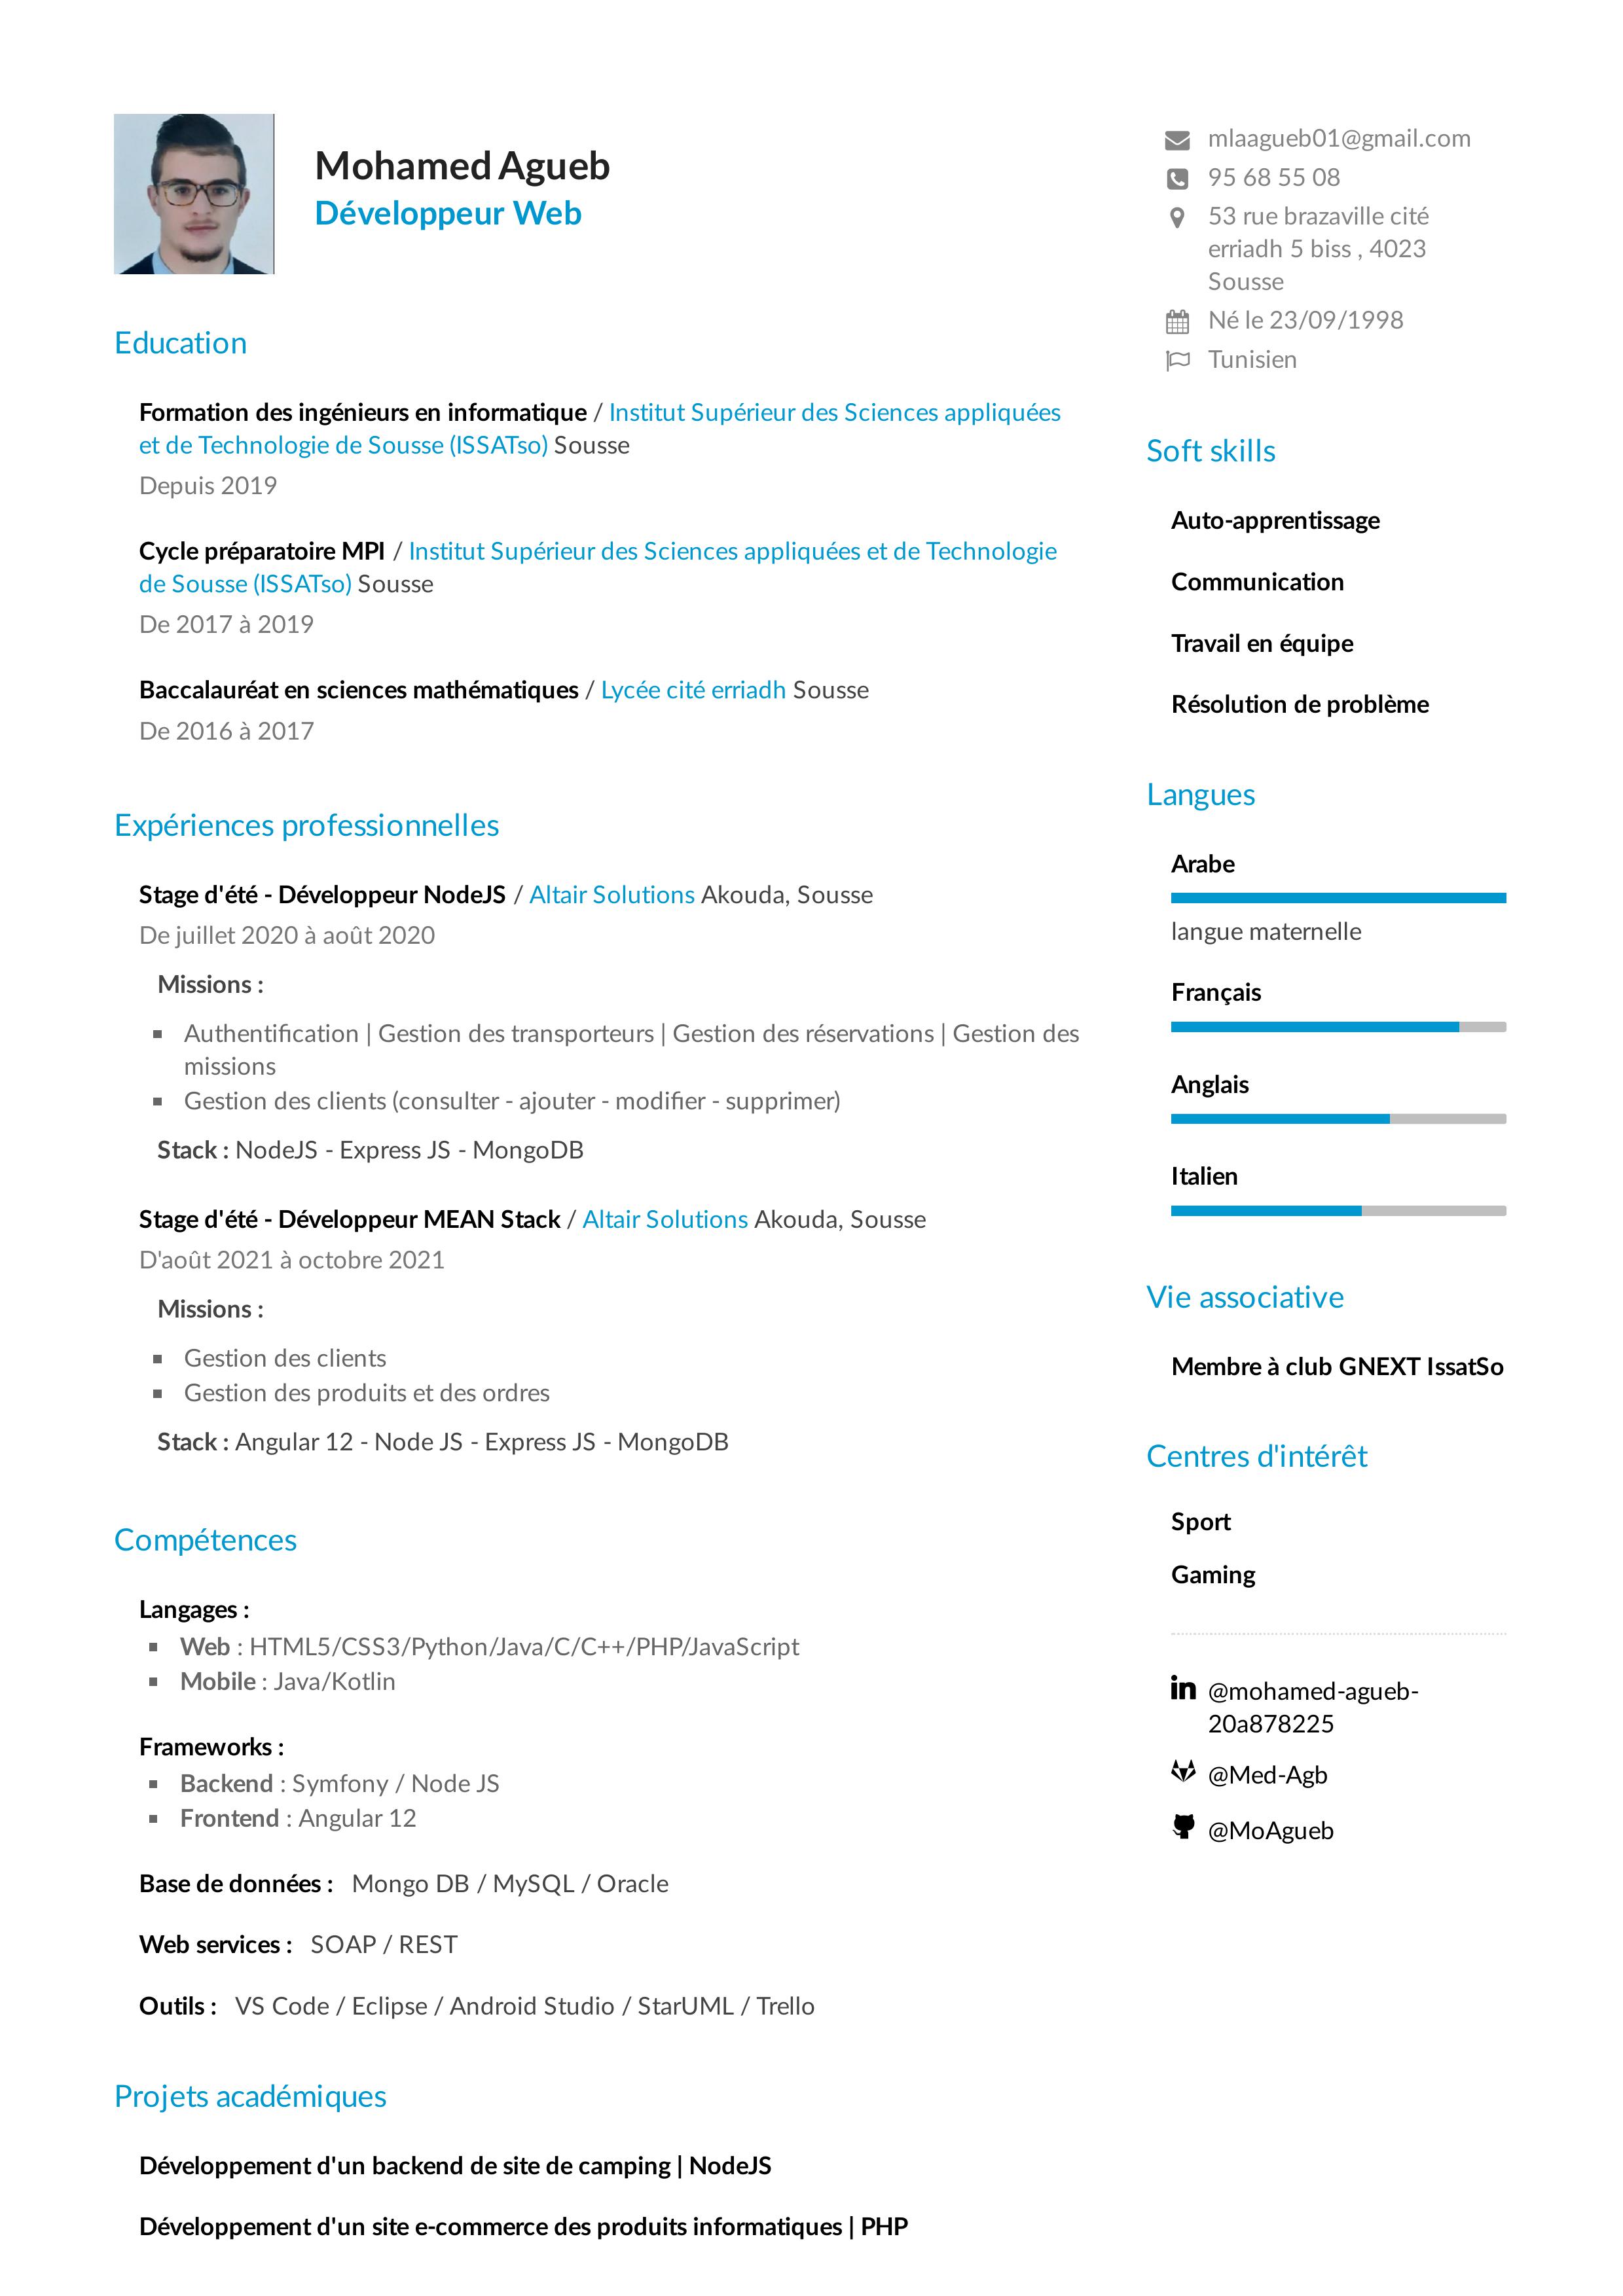 Mohamed Agueb
Développeur Web
mlaagueb01@gmail.com
95 68 55 08
53 rue brazaville cité
erriadh 5 biss , 4023
Sousse
Né le 23/09/1998
Tunisien
Education
Formation des ingénieurs en informatique / Institut Supérieur des Sciences appliquées
et de Technologie de Sousse (ISSATso) Sousse
Depuis 2019
Cycle préparatoire MPI / Institut Supérieur des Sciences appliquées et de Technologie
de Sousse (ISSATso) Sousse
De 2017 à 2019
Baccalauréat en sciences mathématiques / Lycée cité erriadh Sousse
De 2016 à 2017
Expériences professionnelles
Stage d'été - Développeur NodeJS / Altair Solutions Akouda, Sousse
De juillet 2020 à août 2020
Missions :
▪ Authentification | Gestion des transporteurs | Gestion des réservations | Gestion des
missions
▪ Gestion des clients (consulter - ajouter - modifier - supprimer)
Stack : NodeJS - Express JS - MongoDB
Stage d'été - Développeur MEAN Stack / Altair Solutions Akouda, Sousse
D'août 2021 à octobre 2021
Missions :
▪ Gestion des clients
▪ Gestion des produits et des ordres
Stack : Angular 12 - Node JS - Express JS - MongoDB
Compétences
Langages :
▪ Web : HTML5/CSS3/Python/Java/C/C++/PHP/JavaScript
▪ Mobile : Java/Kotlin
Frameworks :
▪ Backend : Symfony / Node JS
▪ Frontend : Angular 12
Base de données : Mongo DB / MySQL / Oracle
Web services : SOAP / REST
Outils : VS Code / Eclipse / Android Studio / StarUML / Trello
Projets académiques
Développement d'un backend de site de camping | NodeJS
Développement d'un site e-commerce des produits informatiques | PHP
Soft skills
Auto-apprentissage
Communication
Travail en équipe
Résolution de problème
Langues
Arabe
langue maternelle
Français
Anglais
Italien
Vie associative
Membre à club GNEXT IssatSo
Centres d'intérêt
Sport
Gaming
@mohamed-agueb-
20a878225
@Med-Agb
@MoAgueb